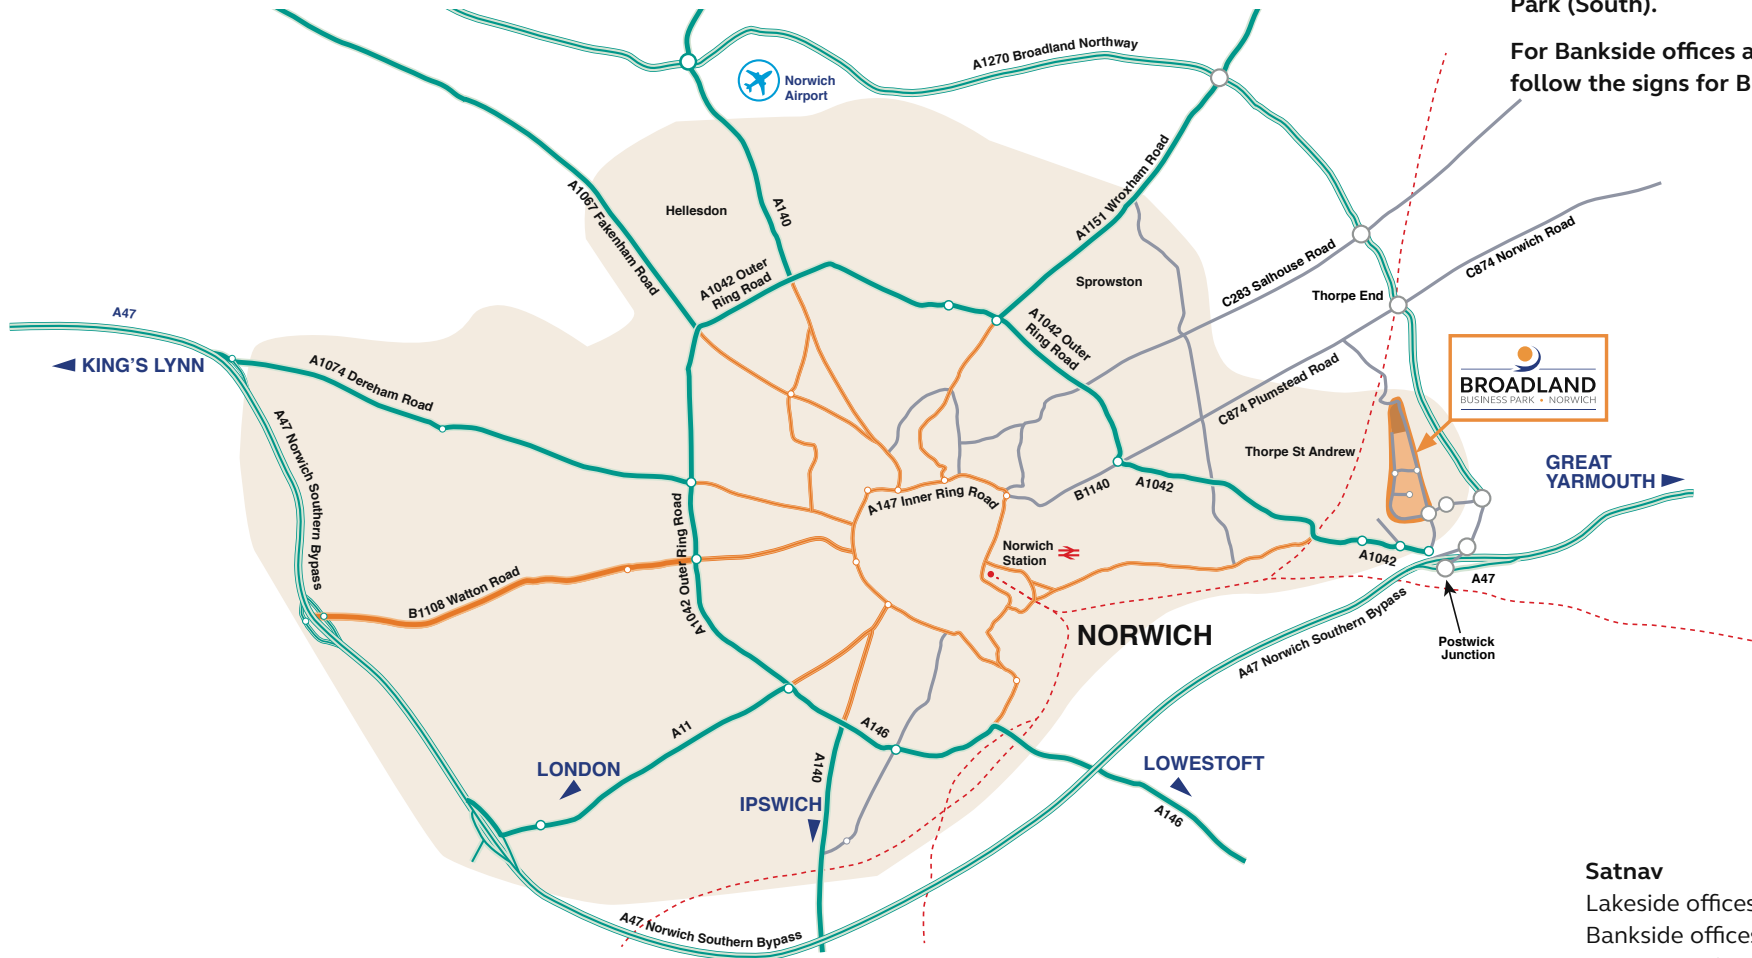 Park (South).
For Bankside offices a
follow the signs for B
A1270 Broadland Northway
Norwich
Airport
A1067 Fakenham Road
Hellesdon
A140
A1151 Wroxham Road
A1042 Outer
Ring Road
Sprowston
C283 Salhouse Road
C874 Norwich Road
Thorpe End
A47
KING'S LYNN
A1074 Dereham Road
A1042 Outer
Ring Road
C874 Plumstead Road
BROADLAND
BUSINESS PARK • NORWICH
A47 Norwich Southern Bypass
Thorpe St Andrew
GREAT
YARMOUTH
B1140
A1042
A147 Inner Ring Road
A1042 Outer Ring Road
Norwich
Station
A1042
A47
B1108 Watton Road
NORWICH
A47 Norwich Southern Bypass
Postwick
Junction
A11
A146
LONDON
A140
IPSWICH
LOWESTOFT
A146
A47 Norwich Southern Bypass
Satnav
Lakeside offices
Bankside offices